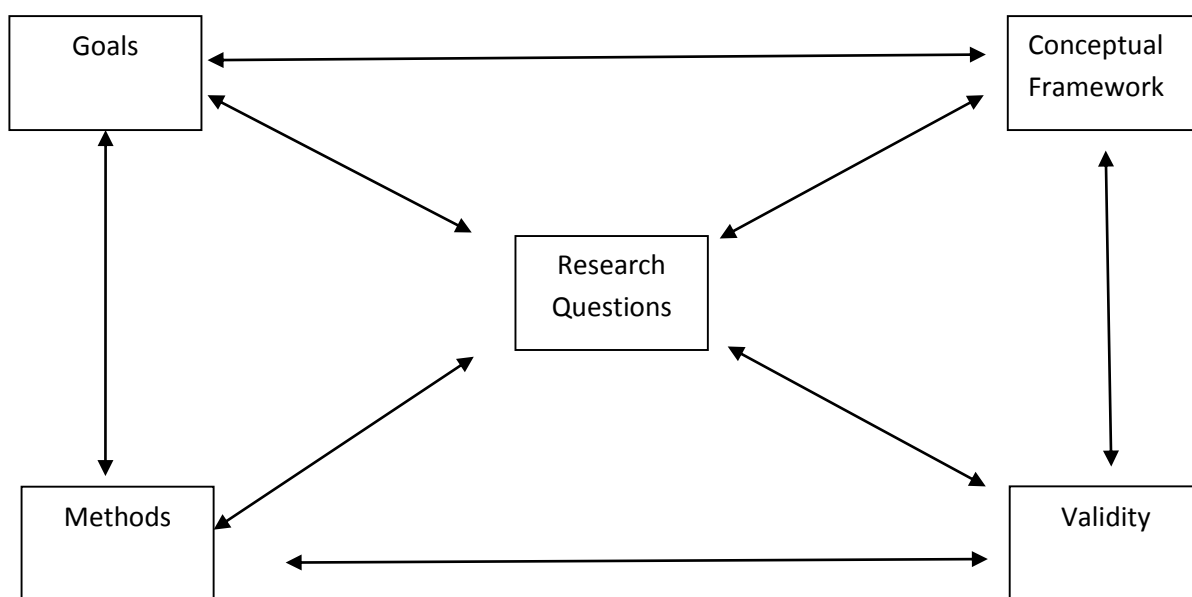 Goals
Conceptual
Framework
Research
Questions
Methods
Validity